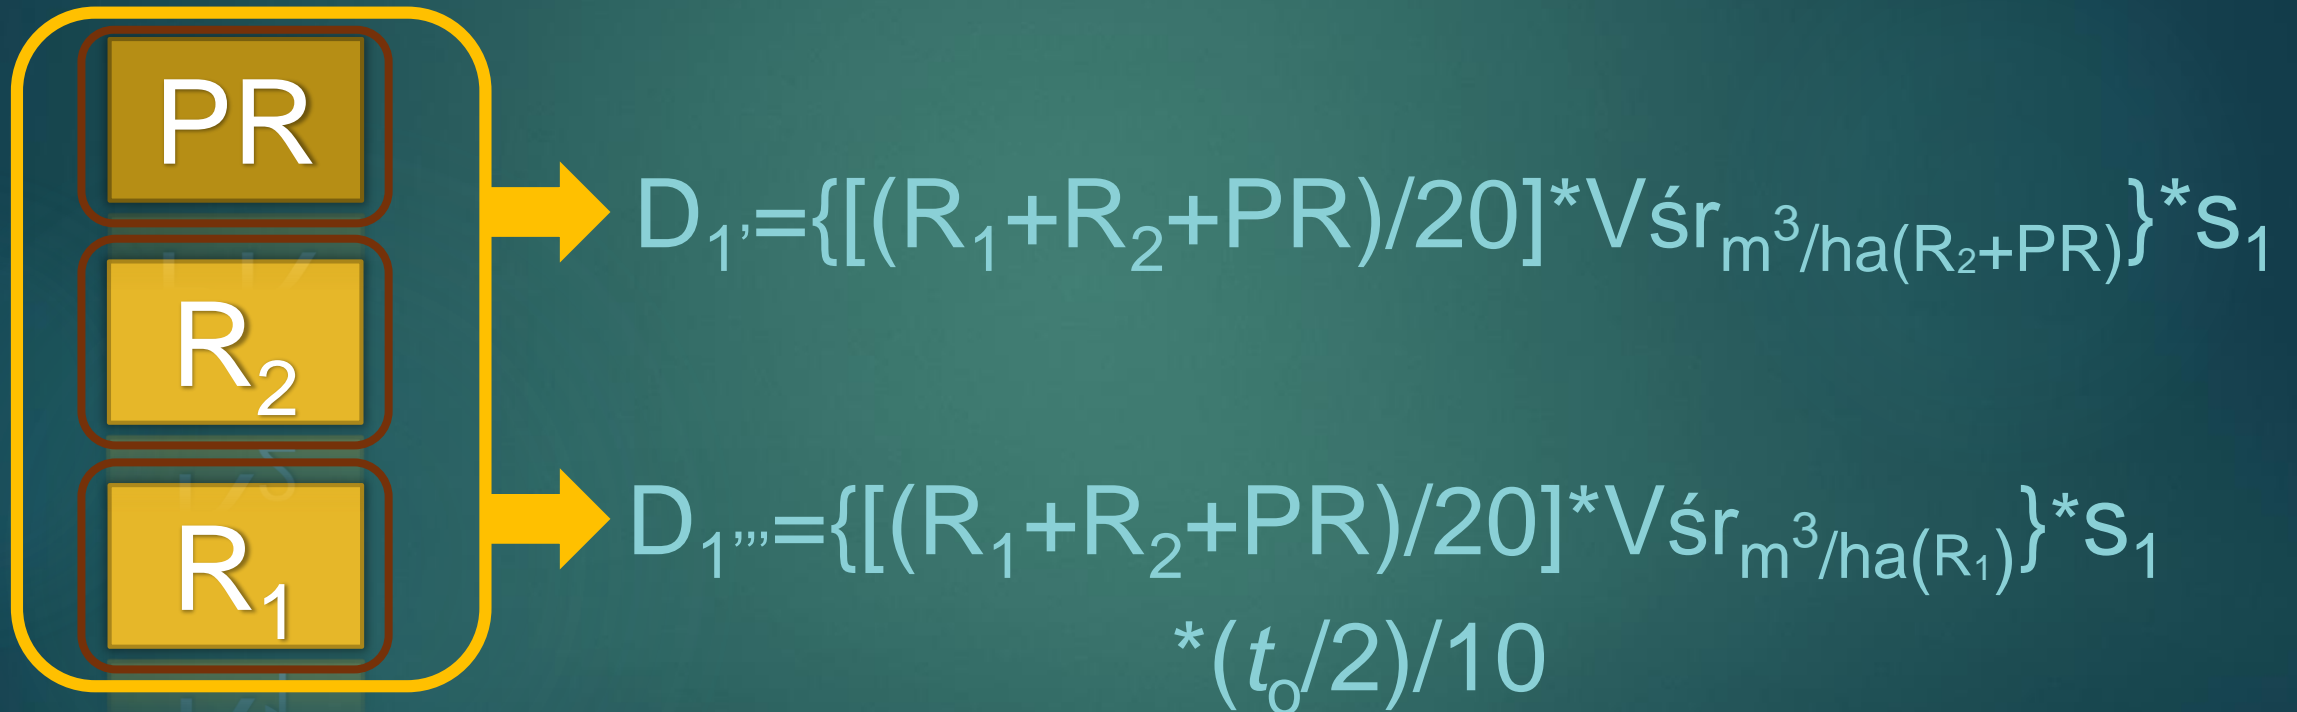 PR
R₂
R₁
D₁,={[(R₁+R₂+PR)/20]*Vśrm³/ha(R₂+PR)}*s₁
D₁,,,={[(R₁+R₂+PR)/20]*Vśrm³/ha(R₁)}*s₁
*(tₒ/2)/10